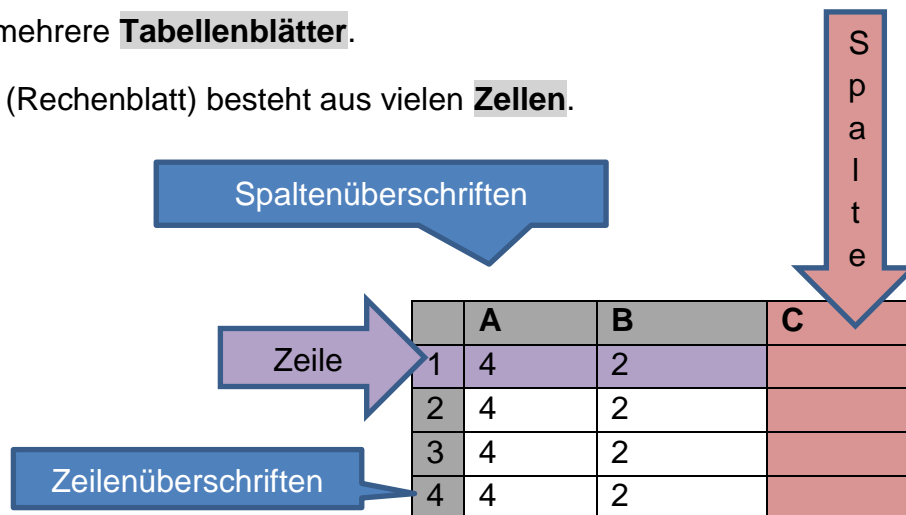 mehrere Tabellenblätter.
(Rechenblatt) besteht aus vielen Zellen.
Spalte
Spaltenüberschriften
A B C
Zeile
1 4 2
2 4 2
3 4 2
Zeilenüberschriften
4 4 2